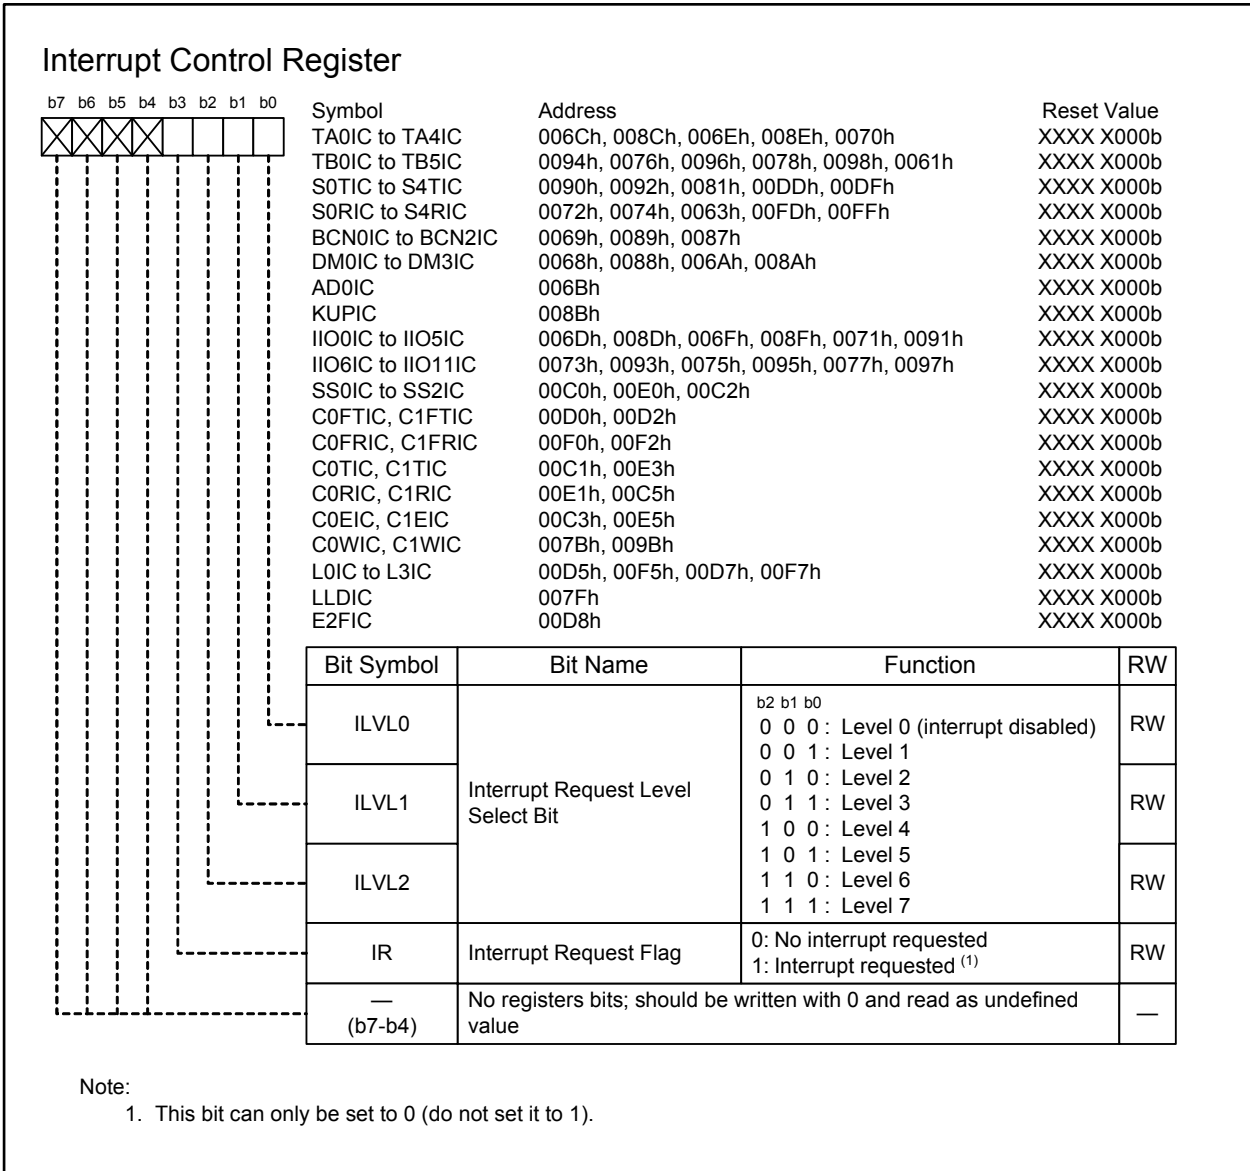 Interrupt Control Register
b7 b6 b5 b4 b3 b2 b1 b0
Symbol Address Reset Value
TA0IC to TA4IC 006Ch, 008Ch, 006Eh, 008Eh, 0070h XXXX X000b
TB0IC to TB5IC 0094h, 0076h, 0096h, 0078h, 0098h, 0061h XXXX X000b
S0TIC to S4TIC 0090h, 0092h, 0081h, 00DDh, 00DFh XXXX X000b
S0RIC to S4RIC 0072h, 0074h, 0063h, 00FDh, 00FFh XXXX X000b
BCN0IC to BCN2IC 0069h, 0089h, 0087h XXXX X000b
DM0IC to DM3IC 0068h, 0088h, 006Ah, 008Ah XXXX X000b
AD0IC 006Bh XXXX X000b
KUPIC 008Bh XXXX X000b
IIO0IC to IIO5IC 006Dh, 008Dh, 006Fh, 008Fh, 0071h, 0091h XXXX X000b
IIO6IC to IIO11IC 0073h, 0093h, 0075h, 0095h, 0077h, 0097h XXXX X000b
SS0IC to SS2IC 00C0h, 00E0h, 00C2h XXXX X000b
C0FTIC, C1FTIC 00D0h, 00D2h XXXX X000b
C0FRIC, C1FRIC 00F0h, 00F2h XXXX X000b
C0TIC, C1TIC 00C1h, 00E3h XXXX X000b
C0RIC, C1RIC 00E1h, 00C5h XXXX X000b
C0EIC, C1EIC 00C3h, 00E5h XXXX X000b
C0WIC, C1WIC 007Bh, 009Bh XXXX X000b
L0IC to L3IC 00D5h, 00F5h, 00D7h, 00F7h XXXX X000b
LLDIC 007Fh XXXX X000b
E2FIC 00D8h XXXX X000b
Bit Symbol Bit Name Function RW
ILVL0 RW
ILVL1 RW
ILVL2 RW
Interrupt Request Level
Select Bit
b2 b1 b0
0 0 0 : Level 0 (interrupt disabled)
0 0 1 : Level 1
0 1 0 : Level 2
0 1 1 : Level 3
1 0 0 : Level 4
1 0 1 : Level 5
1 1 0 : Level 6
1 1 1 : Level 7
IR Interrupt Request Flag 0: No interrupt requested RW
1: Interrupt requested (1)
— No registers bits; should be written with 0 and read as undefined —
(b7-b4) value
Note:
1. This bit can only be set to 0 (do not set it to 1).